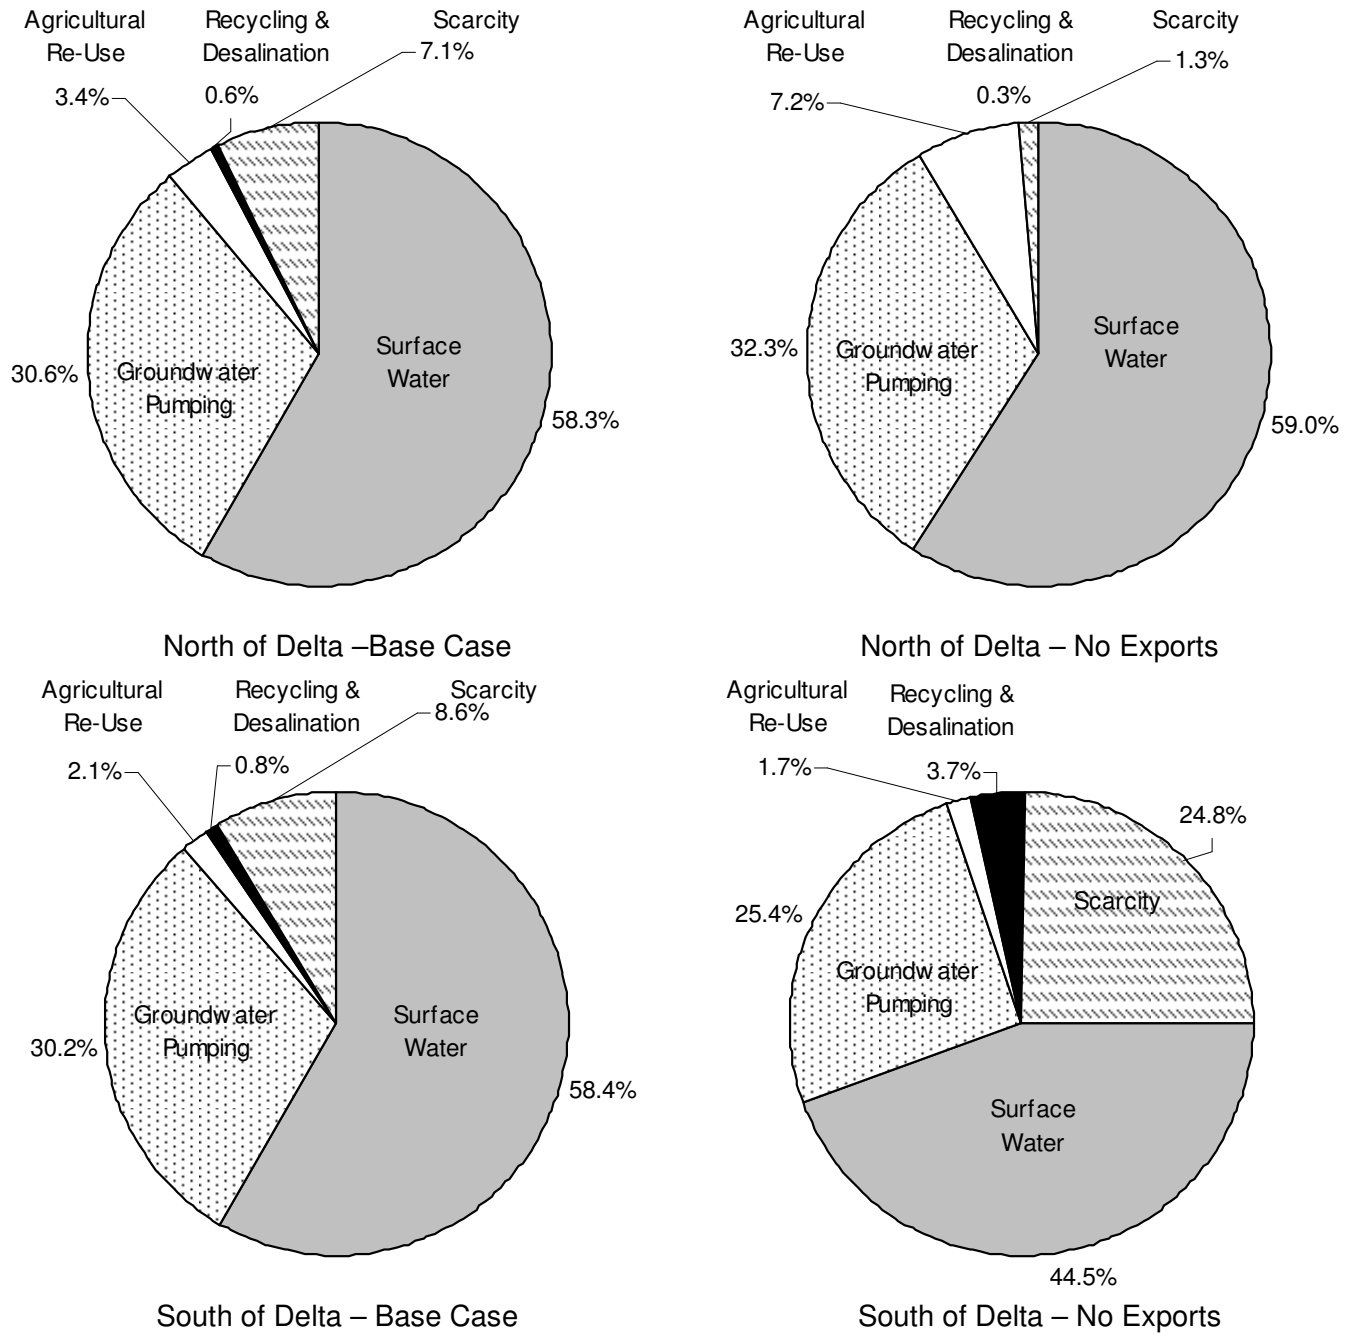 Agricultural
Re-Use
3.4%
Recycling &
Desalination
0.6%
Scarcity
7.1%
30.6%
Groundwater
Pumping
Surface
Water
58.3%
North of Delta –Base Case
Agricultural
Re-Use
7.2%
Recycling &
Desalination
0.3%
Scarcity
1.3%
32.3%
Groundwater
Pumping
Surface
Water
59.0%
North of Delta – No Exports
Agricultural
Re-Use
2.1%
Recycling &
Desalination
0.8%
Scarcity
8.6%
30.2%
Groundwater
Pumping
Surface
Water
58.4%
South of Delta – Base Case
Agricultural
Re-Use
1.7%
Recycling &
Desalination
3.7%
24.8%
Scarcity
25.4%
Groundwater
Pumping
Surface
Water
44.5%
South of Delta – No Exports